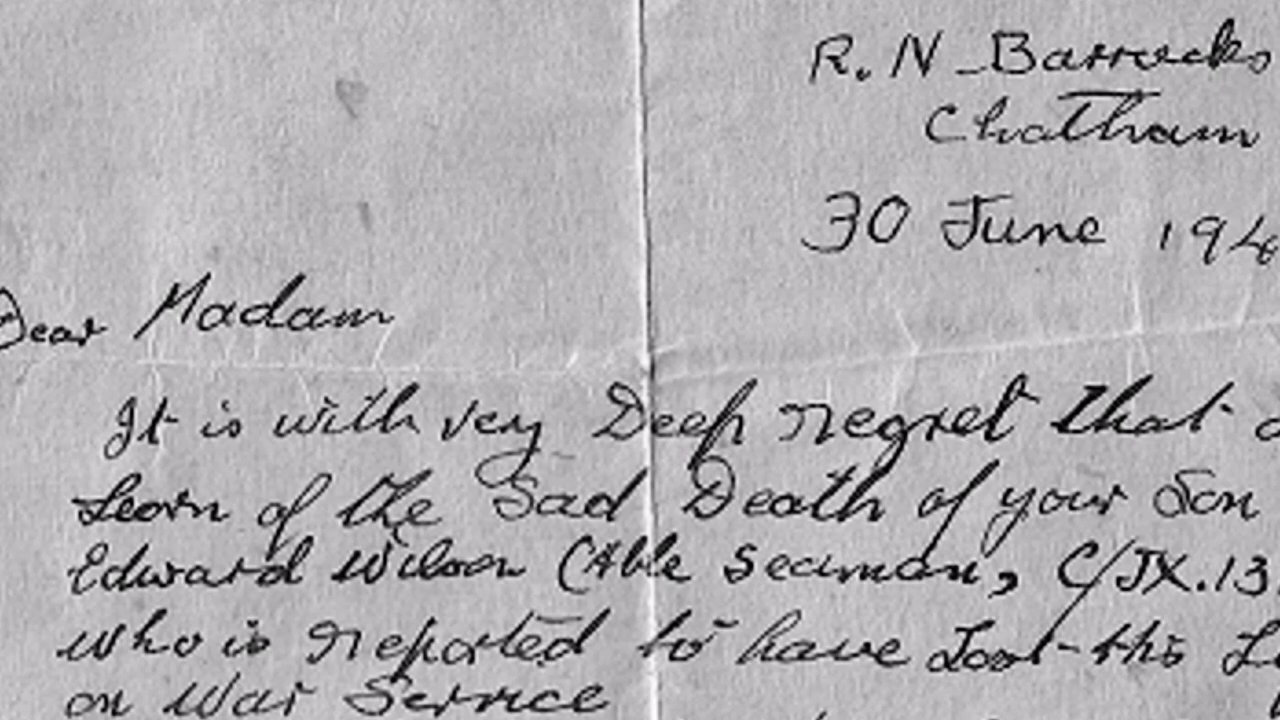 R. N Barracks
Chatham
30 June 194
Dear Madam
It is with very Deep regret that
Learn of the Sad Death of your Son
Edward Wilson (Able Seaman, C/JX.13
who is reported to have Lost his
on War Service